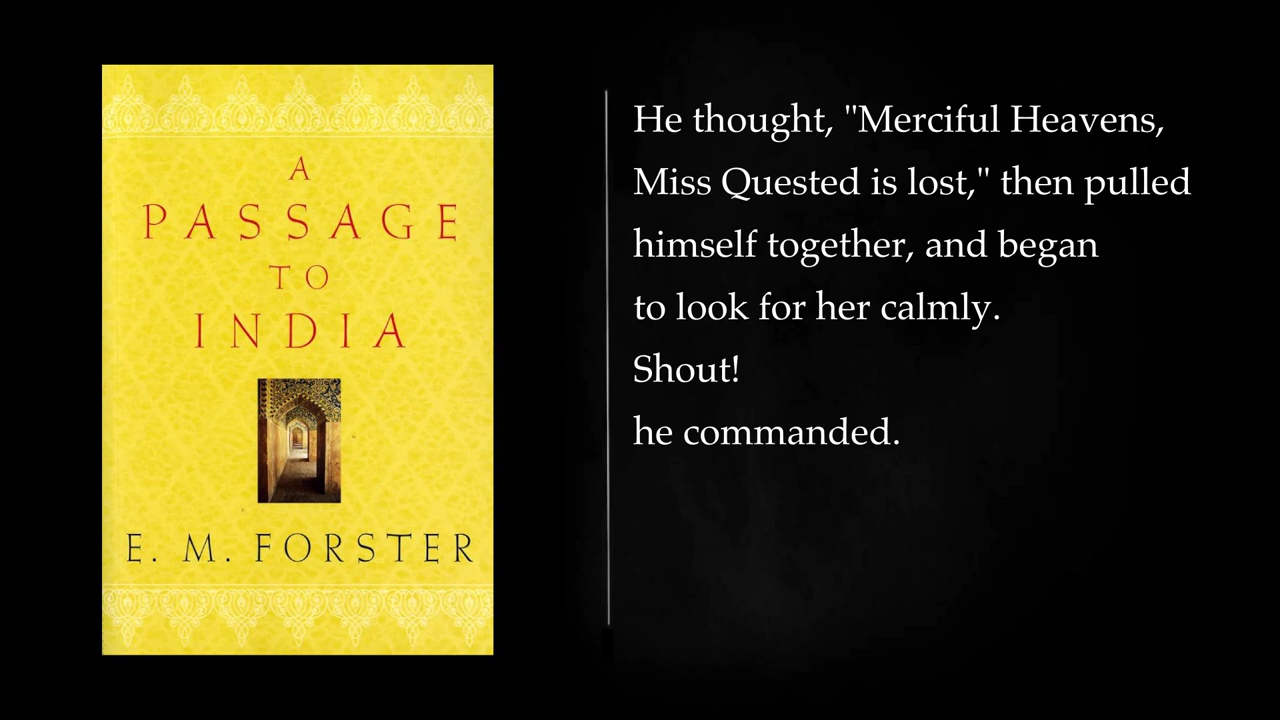 A
PASSAGE
TO
INDIA
E. M. FORSTER
He thought, "Merciful Heavens,
Miss Quested is lost," then pulled
himself together, and began
to look for her calmly.
Shout!
he commanded.